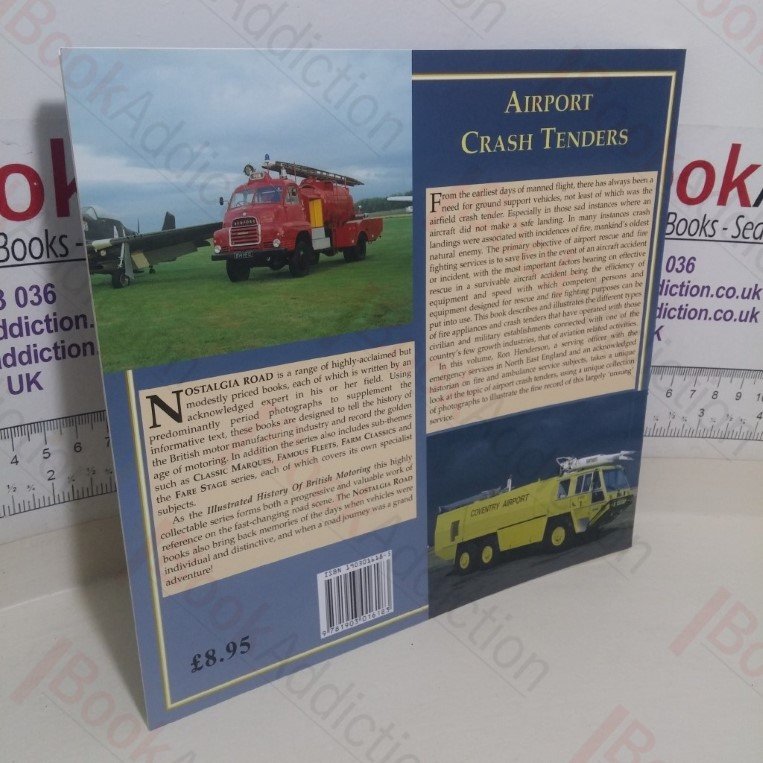 AIRPORT
CRASH TENDERS
From the earliest days of manned flight, there has always been a
need for ground support vehicles, not least of which was the
airfield crash tender. Especially in those sad instances where an
aircraft did not make a safe landing. In many instances crash
landings were associated with incidences of fire, mankind's oldest
natural enemy. The primary objective of airport rescue and fire
fighting services is to save lives in the event of an aircraft accident
or incident, with the most important factors bearing on effective
rescue in a survivable aircraft accident being the efficiency of
equipment and speed with which competent persons and
equipment designed for rescue and fire fighting purposes can be
put into use. This book describes and illustrates the different types
of fire appliances and crash tenders that have operated with those
civilian and military establishments connected with one of the
country's few growth industries, that of aviation related activities.
In this volume, Ron Henderson, a serving officer with the
emergency services in North East England and an acknowledged
historian on fire and ambulance service subjects, takes a unique
look at the topic of airport crash tenders, using a unique collection
of photographs to illustrate the fine record of this largely 'unsung'
service.
NOSTALGIA ROAD is a range of highly-acclaimed but
modestly priced books, each of which is written by an
acknowledged expert in his or her field. Using
predominantly period photographs to supplement the
informative text, these books are designed to tell the history of
the British motor manufacturing industry and record the golden
age of motoring. In addition the series also includes sub-themes
such as CLASSIC MARQUES, FAMOUS FLEETS, FARM CLASSICS and
the FARE STAGE series, each of which covers its own specialist
subjects.
As the Illustrated History Of British Motoring this highly
collectable series forms both a progressive and valuable work of
reference on the fast-changing road scene. The NOSTALGIA ROAD
books also bring back memories of the days when vehicles were
individual and distinctive, and when a road journey was a grand
adventure!
COVENTRY AIRPORT
ISBN 190301618-3
9 781903 016183
£8.95
BookAddiction
ok
Books -
3 036
ddiction.
addiction.
UK
kA
Books - Sec
036
diction.co.uk
ddiction.co.uk
UK